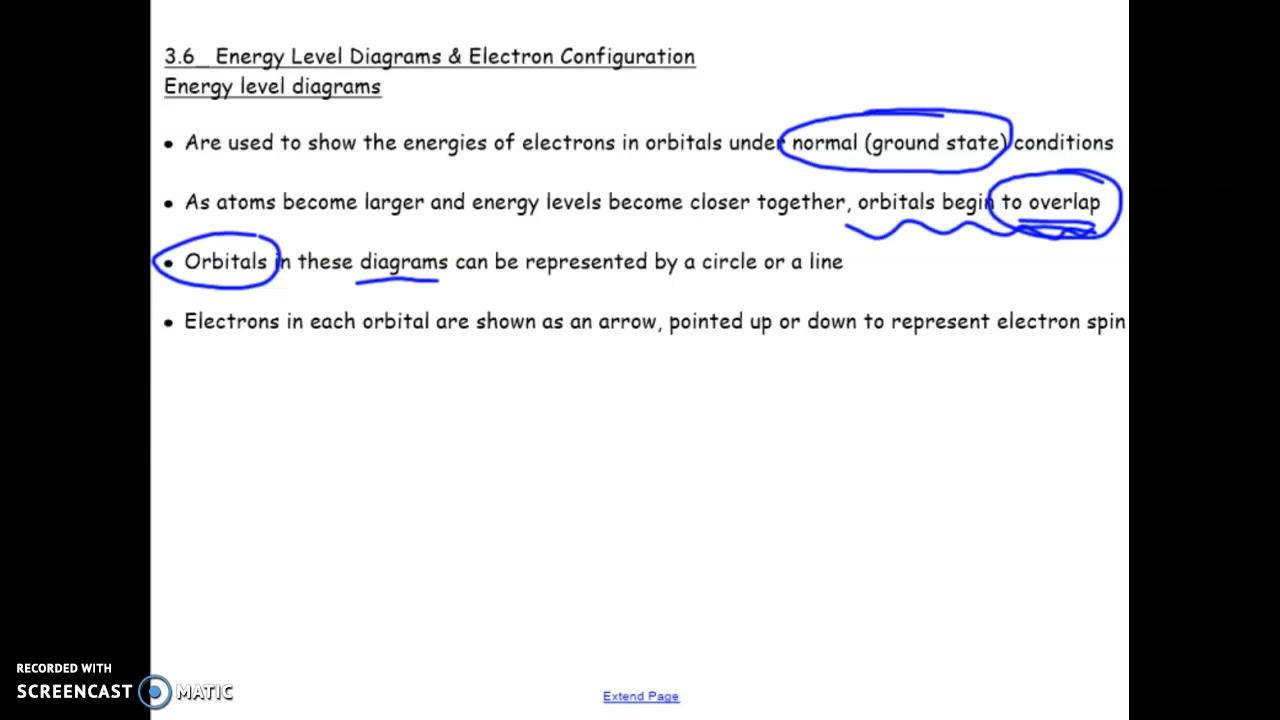 3.6_ Energy Level Diagrams & Electron Configuration
Energy level diagrams
• Are used to show the energies of electrons in orbitals under normal (ground state) conditions
• As atoms become larger and energy levels become closer together, orbitals begin to overlap
• Orbitals in these diagrams can be represented by a circle or a line
• Electrons in each orbital are shown as an arrow, pointed up or down to represent electron spin
RECORDED WITH
SCREENCAST MATIC
Extend Page